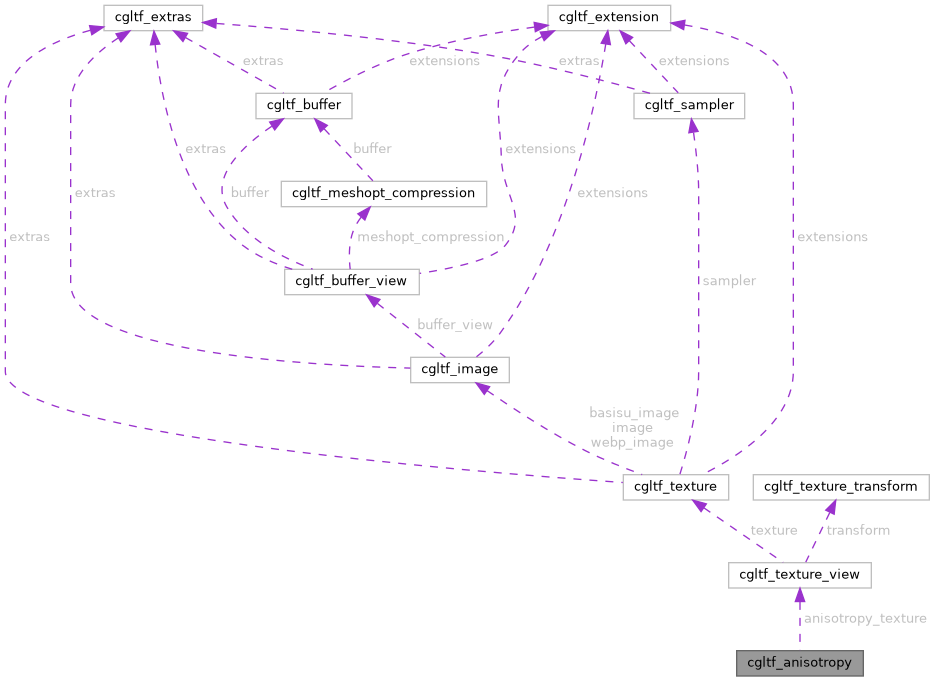 cgltf_extras
cgltf_extension
extras
extensions
extras
extensions
cgltf_buffer
cgltf_sampler
extras
buffer
extensions
extras
buffer
cgltf_meshopt_compression
extensions
extras
meshopt_compression
extensions
cgltf_buffer_view
sampler
buffer_view
cgltf_image
basisu_image
image
webp_image
cgltf_texture
cgltf_texture_transform
texture
transform
cgltf_texture_view
anisotropy_texture
cgltf_anisotropy